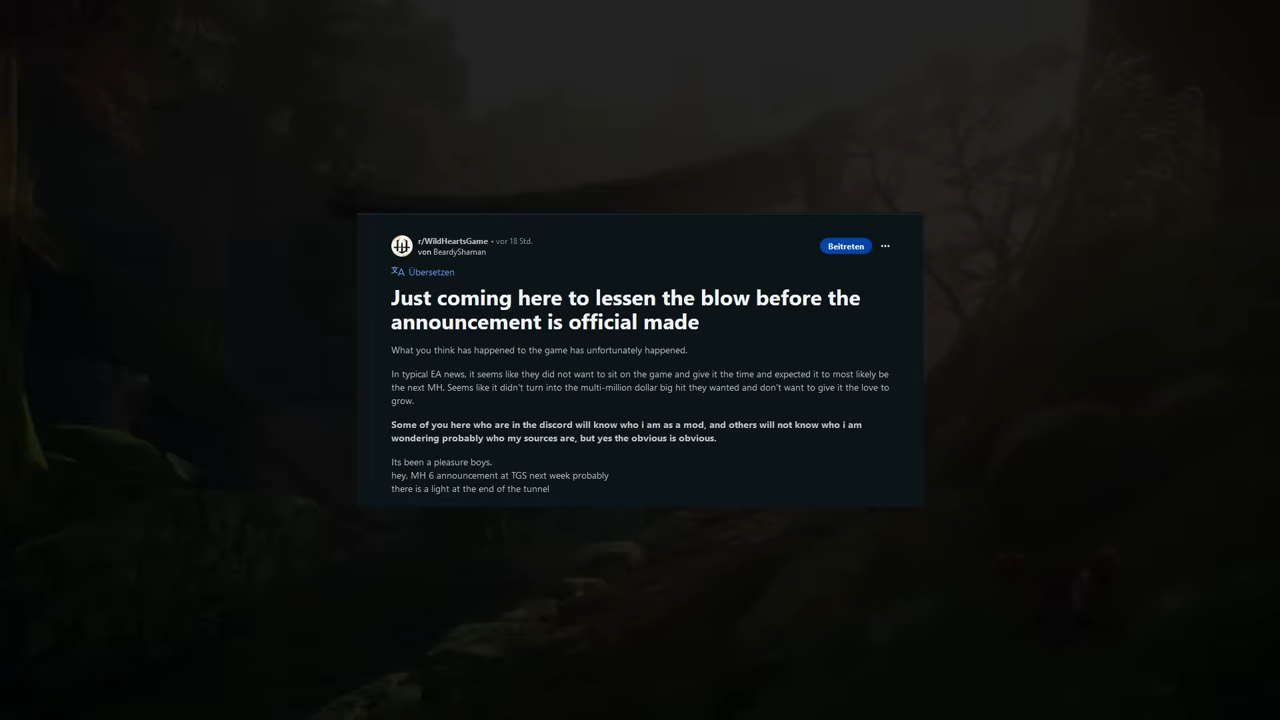 r/WildHeartsGame • vor 18 Std.
von BeardyShaman
Beitreten
Übersetzen
Just coming here to lessen the blow before the
announcement is official made
What you think has happened to the game has unfortunately happened.
In typical EA news, it seems like they did not want to sit on the game and give it the time and expected it to most likely be
the next MH. Seems like it didn't turn into the multi-million dollar big hit they wanted and don't want to give it the love to
grow.
Some of you here who are in the discord will know who i am as a mod, and others will not know who i am
wondering probably who my sources are, but yes the obvious is obvious.
Its been a pleasure boys.
hey, MH 6 announcement at TGS next week probably
there is a light at the end of the tunnel